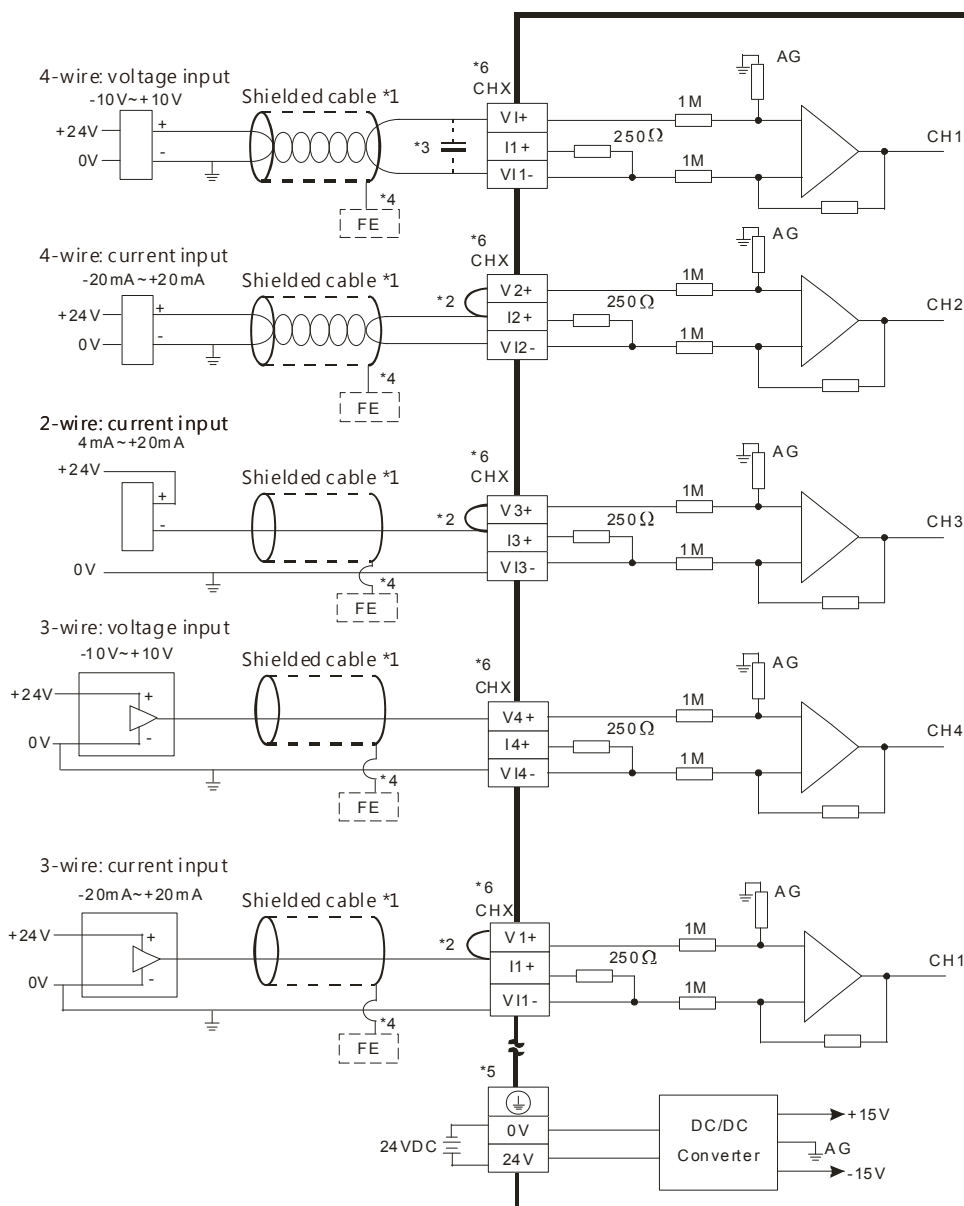 4-wire: voltage input
-10V~+10V
+24V
0V
+
-
Shielded cable *1
*3
*4
FE
*6
CHX
VI+
I1+
VI1-
250Ω
1M
1M
AG
CH1
4-wire: current input
-20mA~+20mA
+24V
0V
+
-
Shielded cable *1
*2
*4
FE
*6
CHX
V2+
I2+
VI2-
250Ω
1M
1M
AG
CH2
2-wire: current input
4mA~+20mA
+24V
+
-
0V
Shielded cable *1
*2
*4
FE
*6
CHX
V3+
I3+
VI3-
250Ω
1M
1M
AG
CH3
3-wire: voltage input
-10V~+10V
+24V
0V
+
-
Shielded cable *1
*4
FE
*6
CHX
V4+
I4+
VI4-
250Ω
1M
1M
AG
CH4
3-wire: current input
-20mA~+20mA
+24V
0V
+
-
Shielded cable *1
*2
*4
FE
*6
CHX
V1+
I1+
VI1-
250Ω
1M
1M
AG
CH1
*5
24VDC
0V
24V
DC/DC
Converter
+15V
AG
-15V